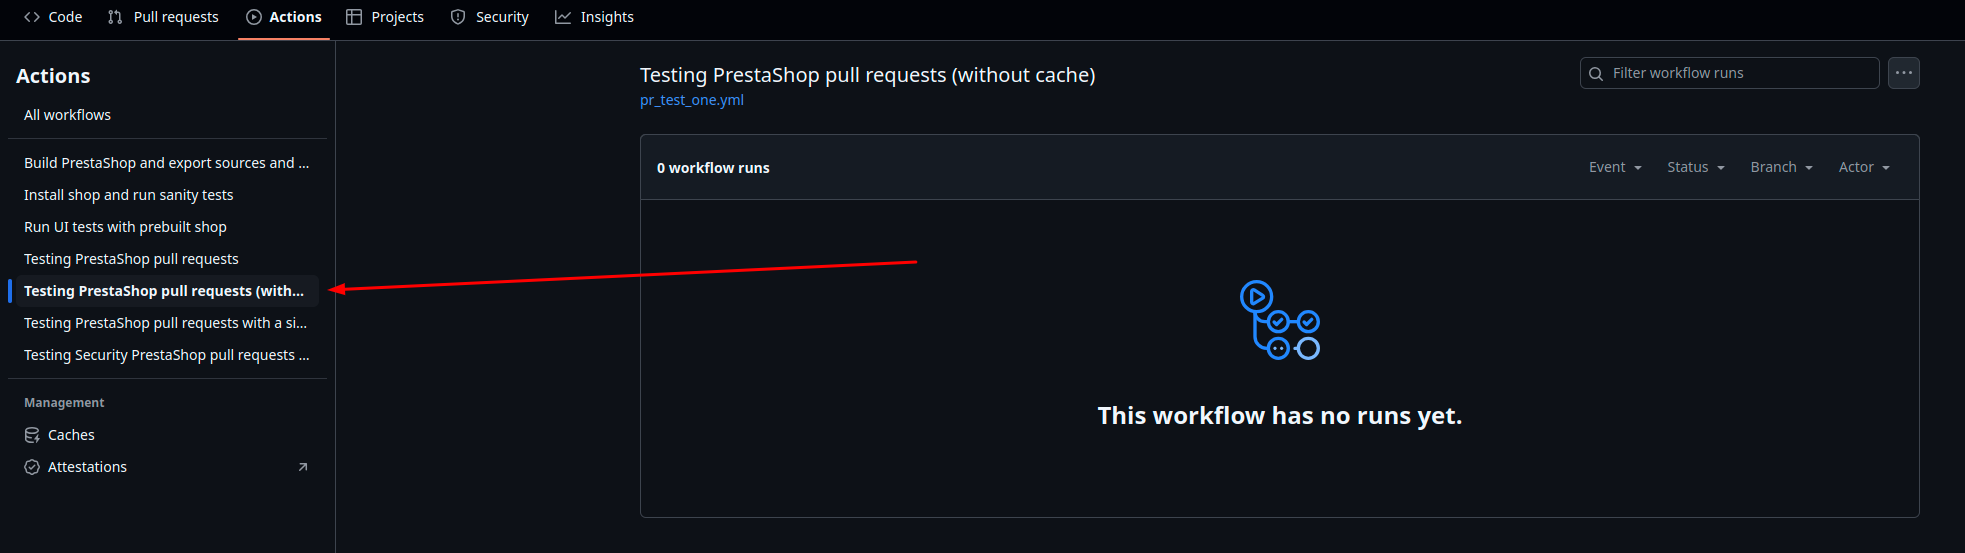 Code Pull requests Actions Projects Security Insights
Actions
All workflows
Build PrestaShop and export sources and ...
Install shop and run sanity tests
Run UI tests with prebuilt shop
Testing PrestaShop pull requests
Testing PrestaShop pull requests (with...
Testing PrestaShop pull requests with a si...
Testing Security PrestaShop pull requests ...
Management
Caches
Attestations
Testing PrestaShop pull requests (without cache)
pr_test_one.yml
Filter workflow runs
0 workflow runs
Event Status Branch Actor
This workflow has no runs yet.